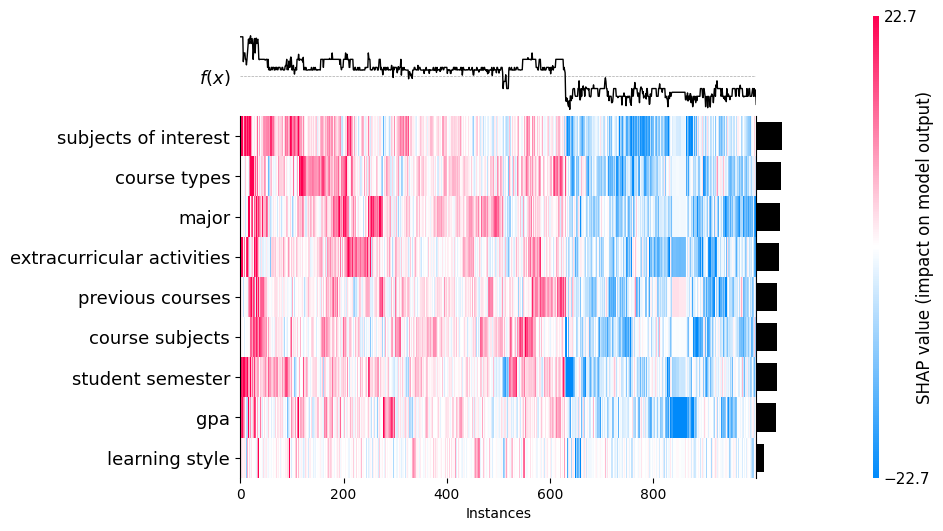 22.7
f(x)
subjects of interest
course types
major
extracurricular activities
previous courses
course subjects
student semester
gpa
learning style
0 200 400 600 800
Instances
SHAP value (impact on model output)
−22.7